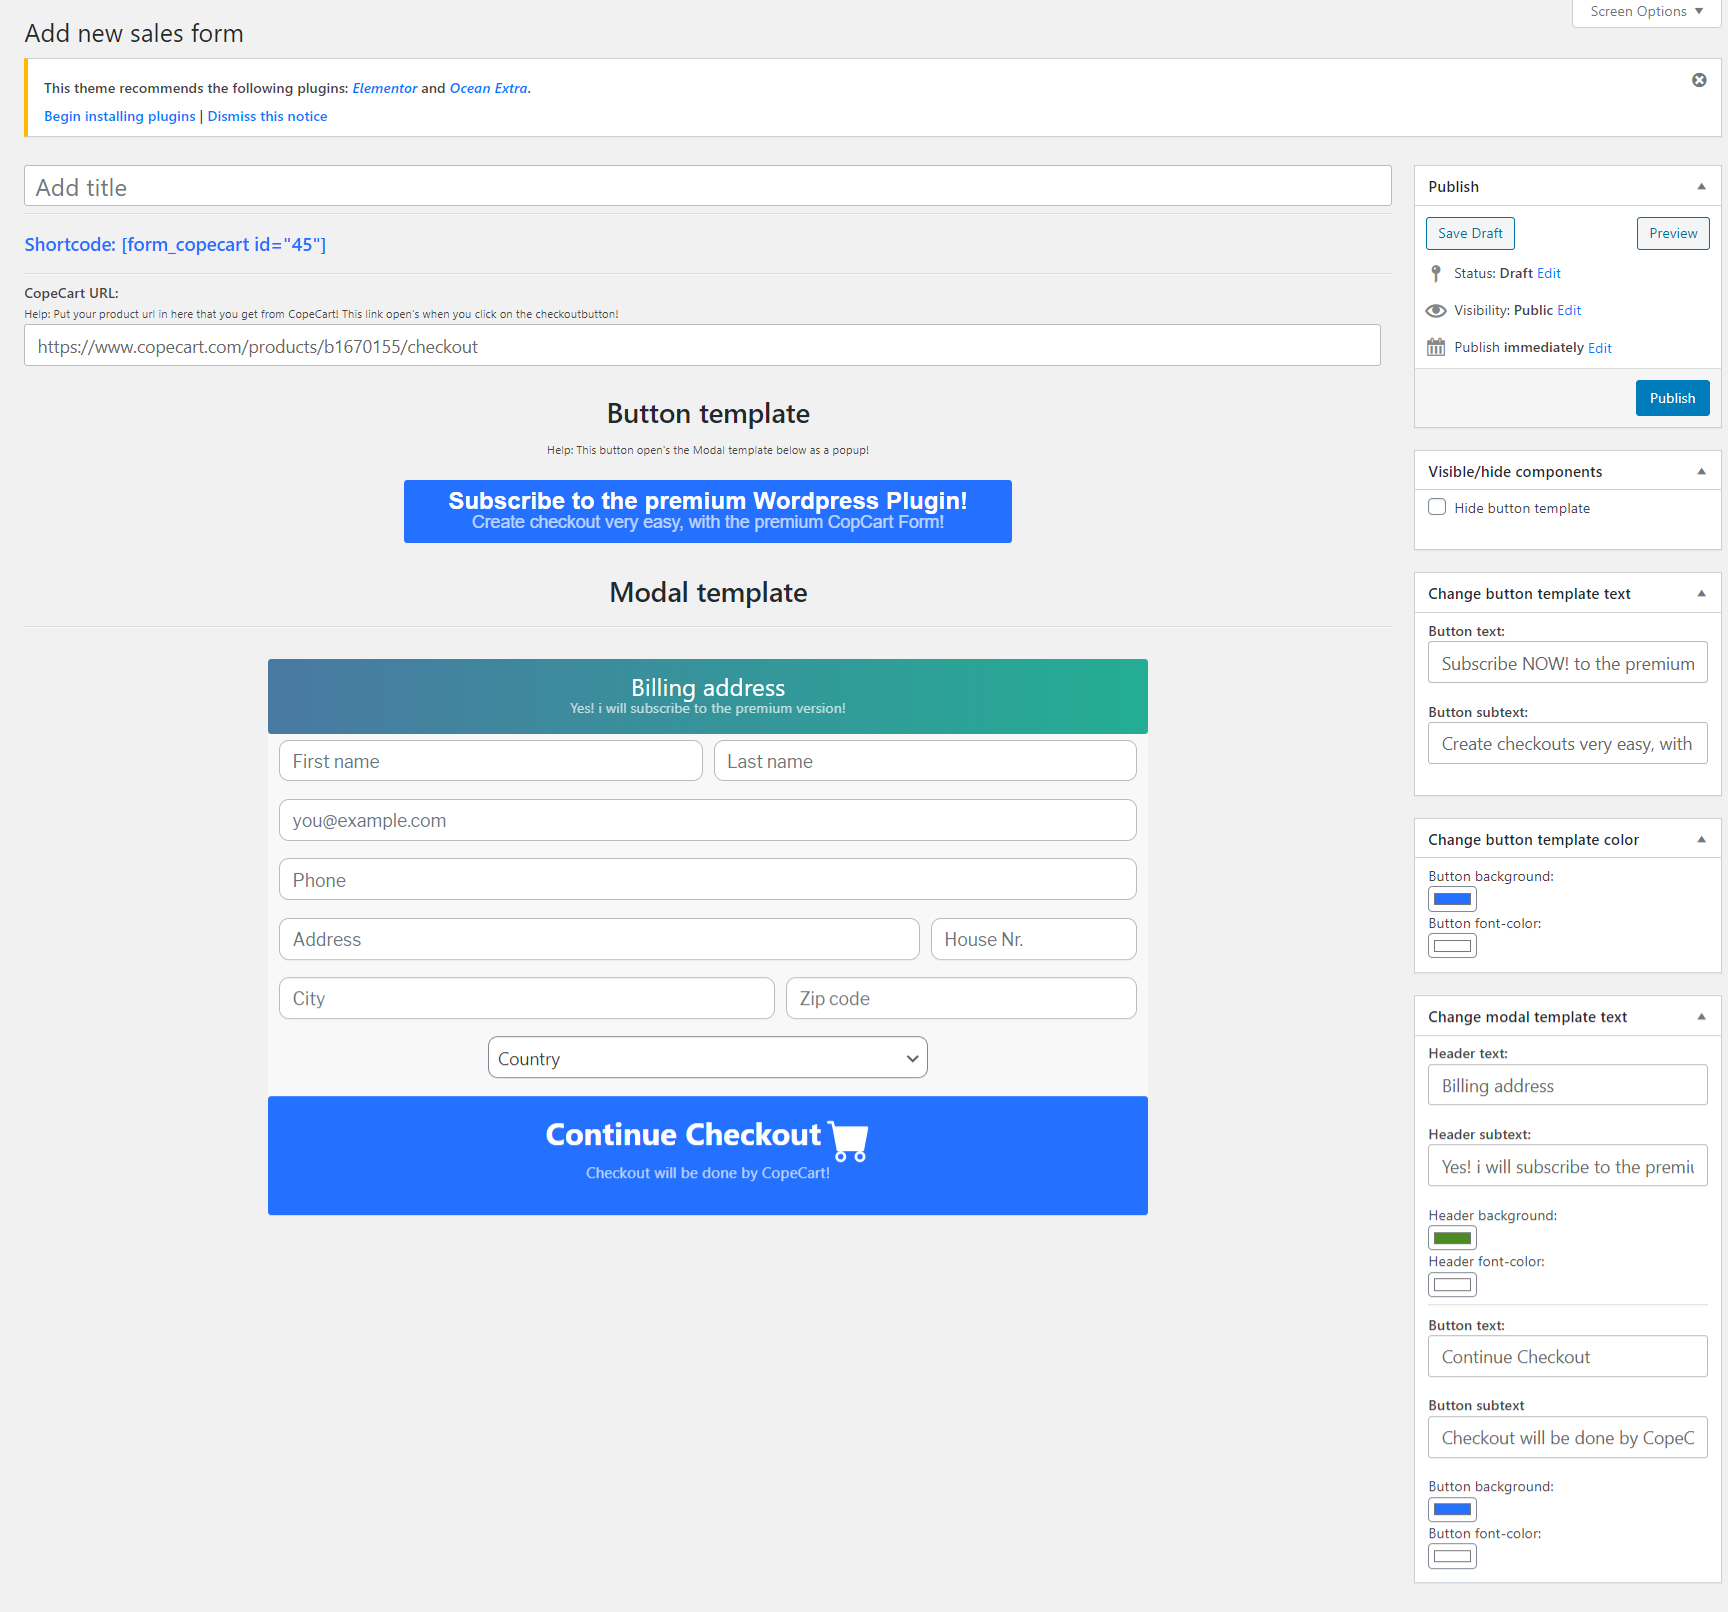 Screen Options
Add new sales form
This theme recommends the following plugins: Elementor and Ocean Extra.
Begin installing plugins | Dismiss this notice
Add title
Shortcode: [form_copecart id="45"]
CopeCart URL:
Help: Put your product url in here that you get from CopeCart! This link open's when you click on the checkoutbutton!
https://www.copecart.com/products/b1670155/checkout
Button template
Help: This button open's the Modal template below as a popup!
Subscribe to the premium Wordpress Plugin!
Create checkout very easy, with the premium CopCart Form!
Modal template
Billing address
Yes! i will subscribe to the premium version!
First name
Last name
you@example.com
Phone
Address
House Nr.
City
Zip code
Country
Continue Checkout
Checkout will be done by CopeCart!
Publish
Save Draft
Preview
Status: Draft Edit
Visibility: Public Edit
Publish immediately Edit
Publish
Visible/hide components
Hide button template
Change button template text
Button text:
Subscribe NOW! to the premium
Button subtext:
Create checkouts very easy, with
Change button template color
Button background:
Button font-color:
Change modal template text
Header text:
Billing address
Header subtext:
Yes! i will subscribe to the premiu
Header background:
Header font-color:
Button text:
Continue Checkout
Button subtext
Checkout will be done by CopeC
Button background:
Button font-color: